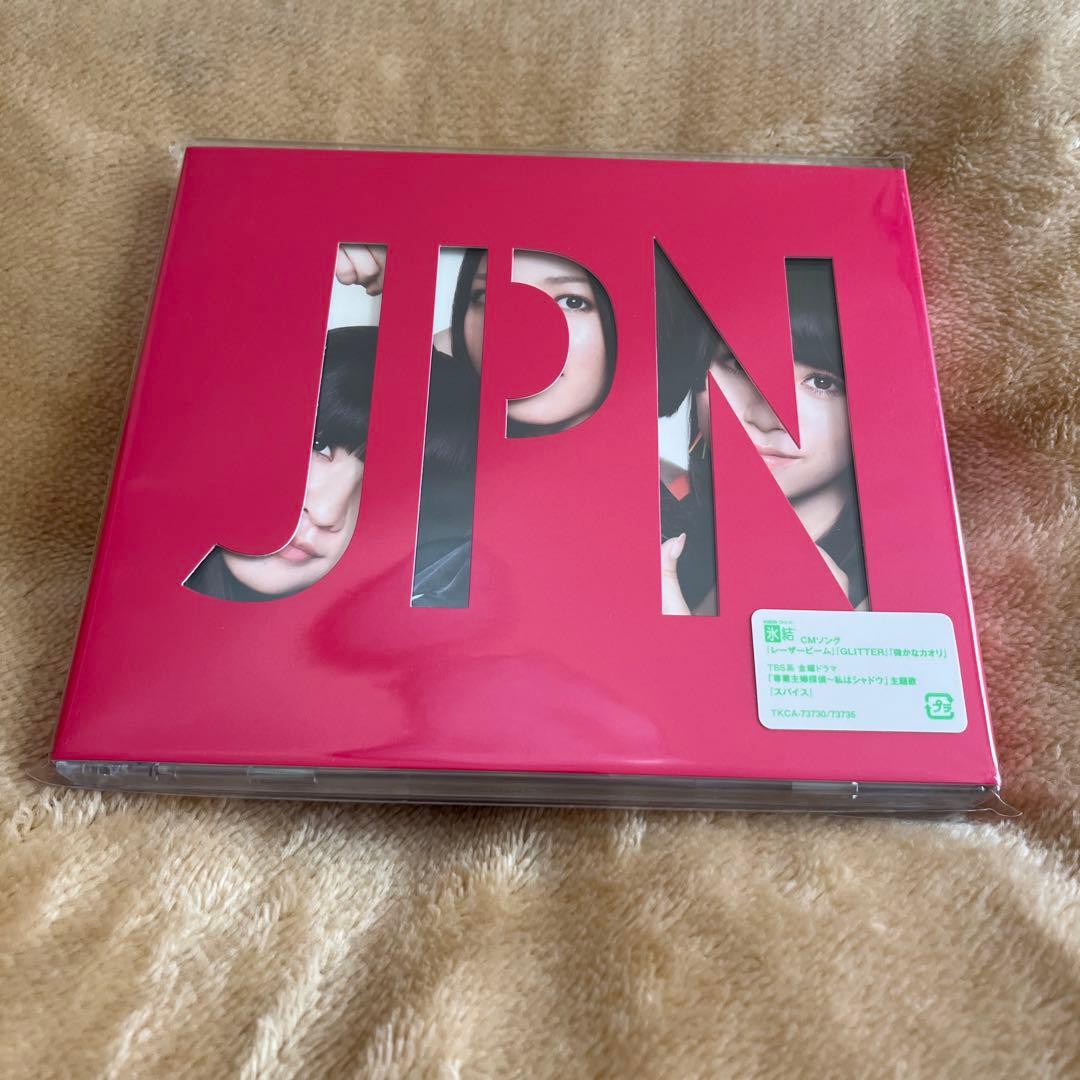 JPN
氷結 CMソング
「レーザービーム」「GLITTER」「微かなカオリ」
TBS系 金曜ドラマ
「専業主婦探偵〜私はシャドウ」主題歌
「スパイス」
プラ
TKCA-73730/73735